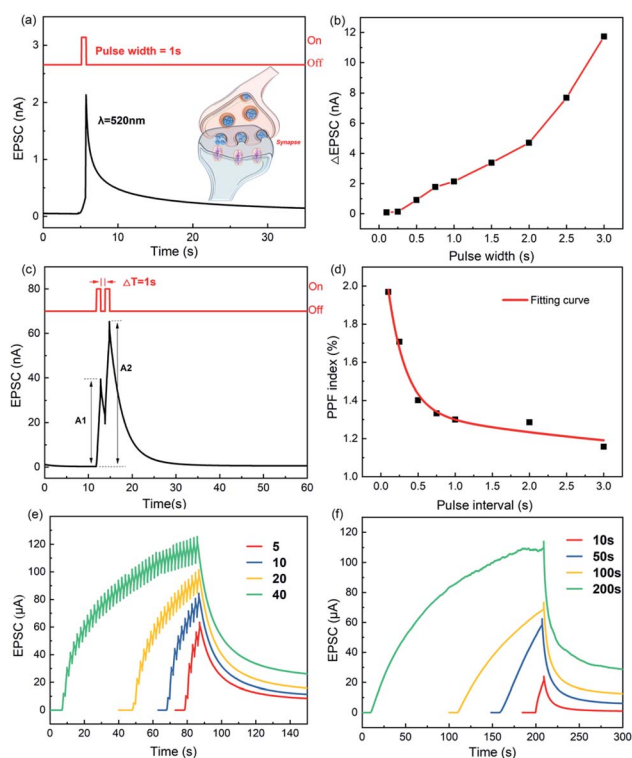 (a)
Pulse width = 1s
On
Off
λ=520nm
Synapse
EPSC (nA)
3
2
1
0
0 10 20 30
Time (s)
(b)
△EPSC (nA)
12
10
8
6
4
2
0
0.0 0.5 1.0 1.5 2.0 2.5 3.0
Pulse width (s)
(c)
△T=1s
On
Off
EPSC (nA)
80
60
40
20
0
A1
A2
0 10 20 30 40 50 60
Time(s)
(d)
Fitting curve
PPF index (%)
2.0
1.8
1.6
1.4
1.2
1.0
0.0 0.5 1.0 1.5 2.0 2.5 3.0
Pulse interval (s)
(e)
5
10
20
40
EPSC (μA)
120
100
80
60
40
20
0
0 20 40 60 80 100 120 140
Time (s)
(f)
10s
50s
100s
200s
EPSC (μA)
120
100
80
60
40
20
0
0 50 100 150 200 250 300
Time (s)